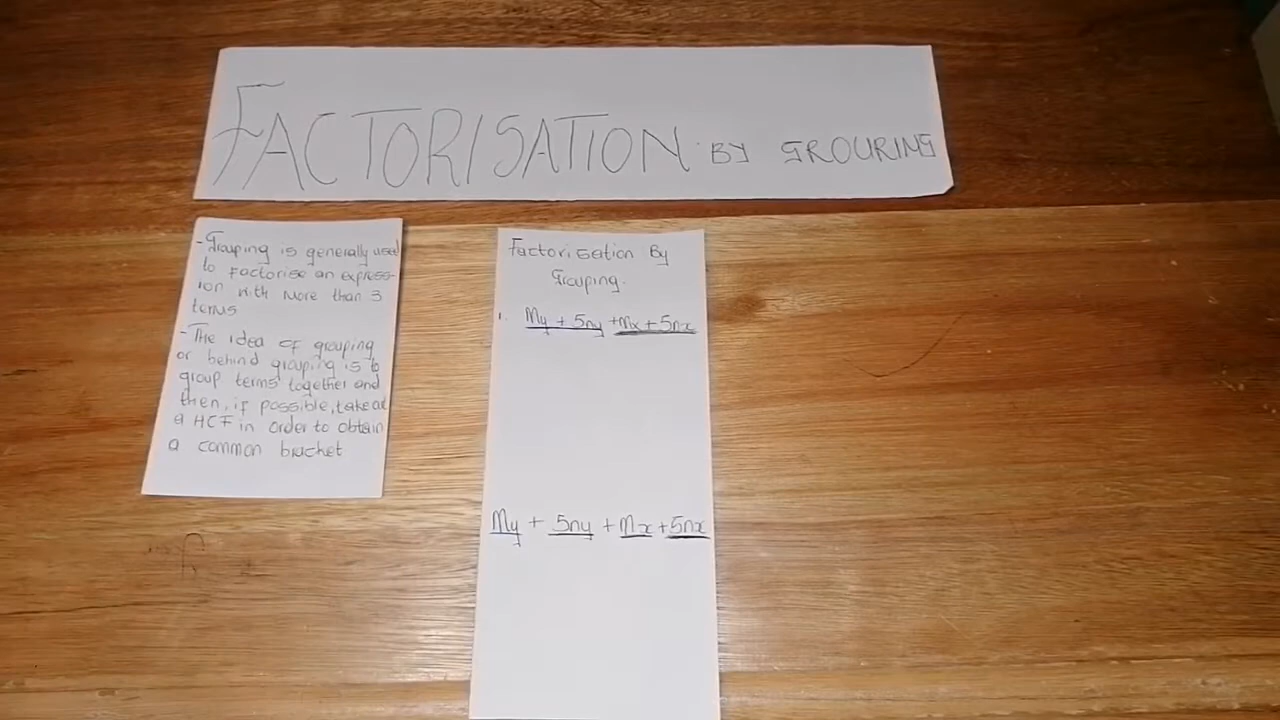 FACTORISATION BY GROURING
- Grouping is generally used
to Factorise an express-
ion with More than 3
terms
- The idea of grouping
or behind grouping is to
group terms together and
then, if possible, take out
a HCF in order to obtain
a common bracket
Factorisation By
Grouping.
1. My + 5ny + Mx + 5nx
My + 5ny + Mx + 5nx